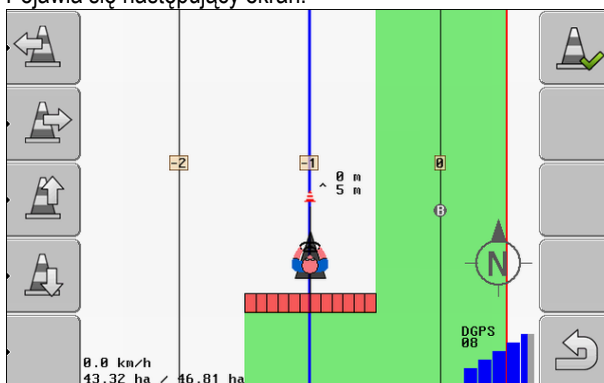 Pojawia się następujący ekran:
-2
-1
0
0 m
^ 5 m
B
N
DGPS
08
0.0 km/h
43.32 ha / 46.81 ha